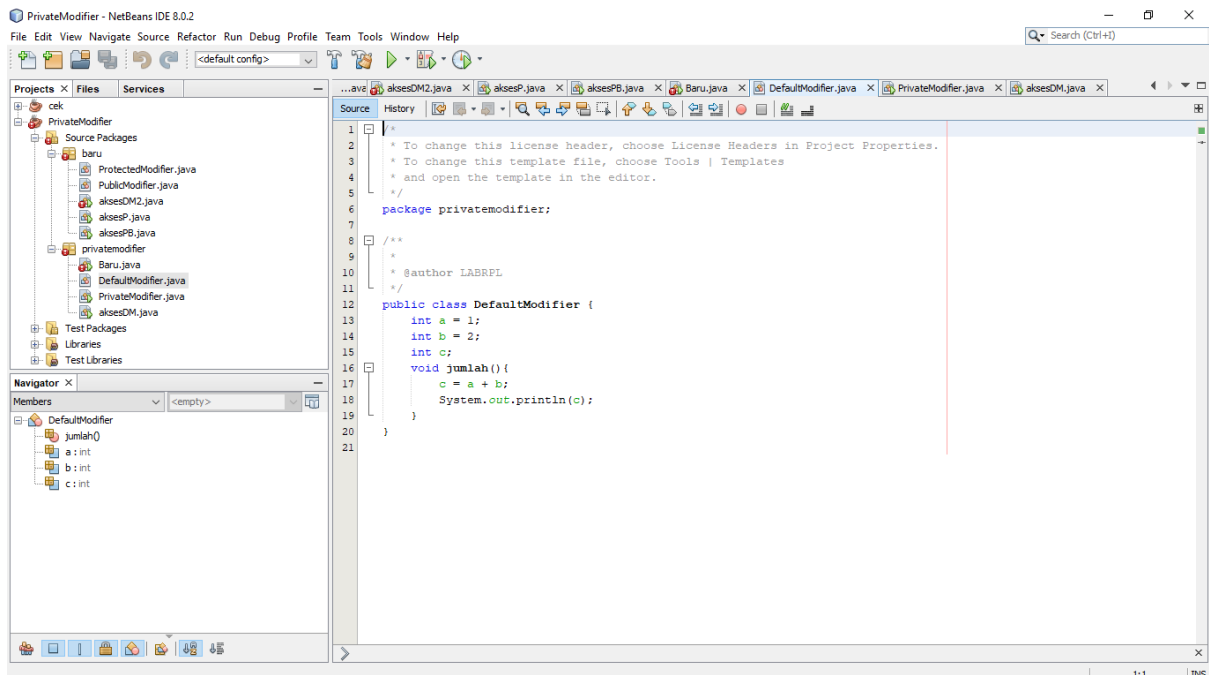 PrivateModifier - NetBeans IDE 8.0.2
File Edit View Navigate Source Refactor Run Debug Profile Team Tools Window Help
Search (Ctrl+I)
<default config>
Projects Files Services
...ava aksesDM2.java aksesP.java aksesPB.java Baru.java DefaultModifier.java PrivateModifier.java aksesDM.java
Source History
cek
PrivateModifier
Source Packages
baru
ProtectedModifier.java
PublicModifier.java
aksesDM2.java
aksesP.java
aksesPB.java
privatemodifier
Baru.java
DefaultModifier.java
PrivateModifier.java
aksesDM.java
Test Packages
Libraries
Test Libraries
Navigator
Members <empty>
DefaultModifier
jumlah()
a : int
b : int
c : int
1 /*
2 * To change this license header, choose License Headers in Project Properties.
3 * To change this template file, choose Tools | Templates
4 * and open the template in the editor.
5 */
6 package privatemodifier;
7
8 /**
9 *
10 * @author LABRPL
11 */
12 public class DefaultModifier {
13 int a = 1;
14 int b = 2;
15 int c;
16 void jumlah(){
17 c = a + b;
18 System.out.println(c);
19 }
20 }
21
1:1 INS